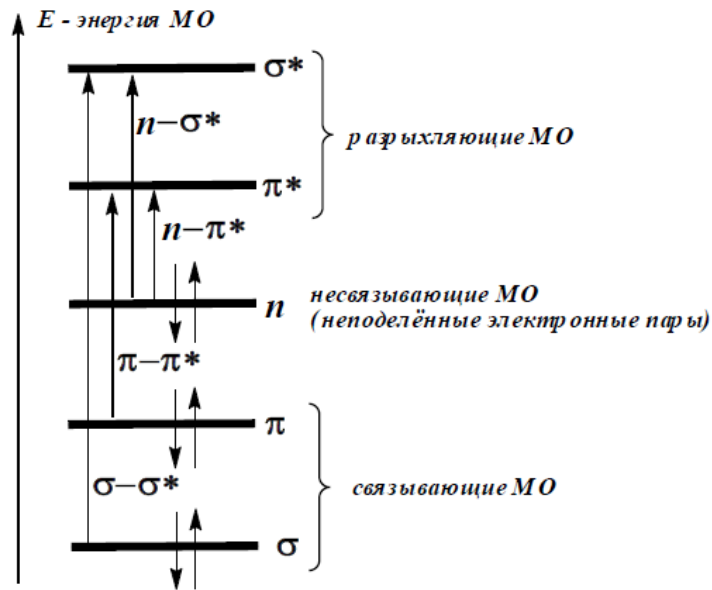 E - энергия МО
σ*
n–σ*
разрыхляющие МО
π*
n–π*
n
несвязывающие МО
(неподелённые электронные пары)
π–π*
π
σ–σ*
связывающие МО
σ